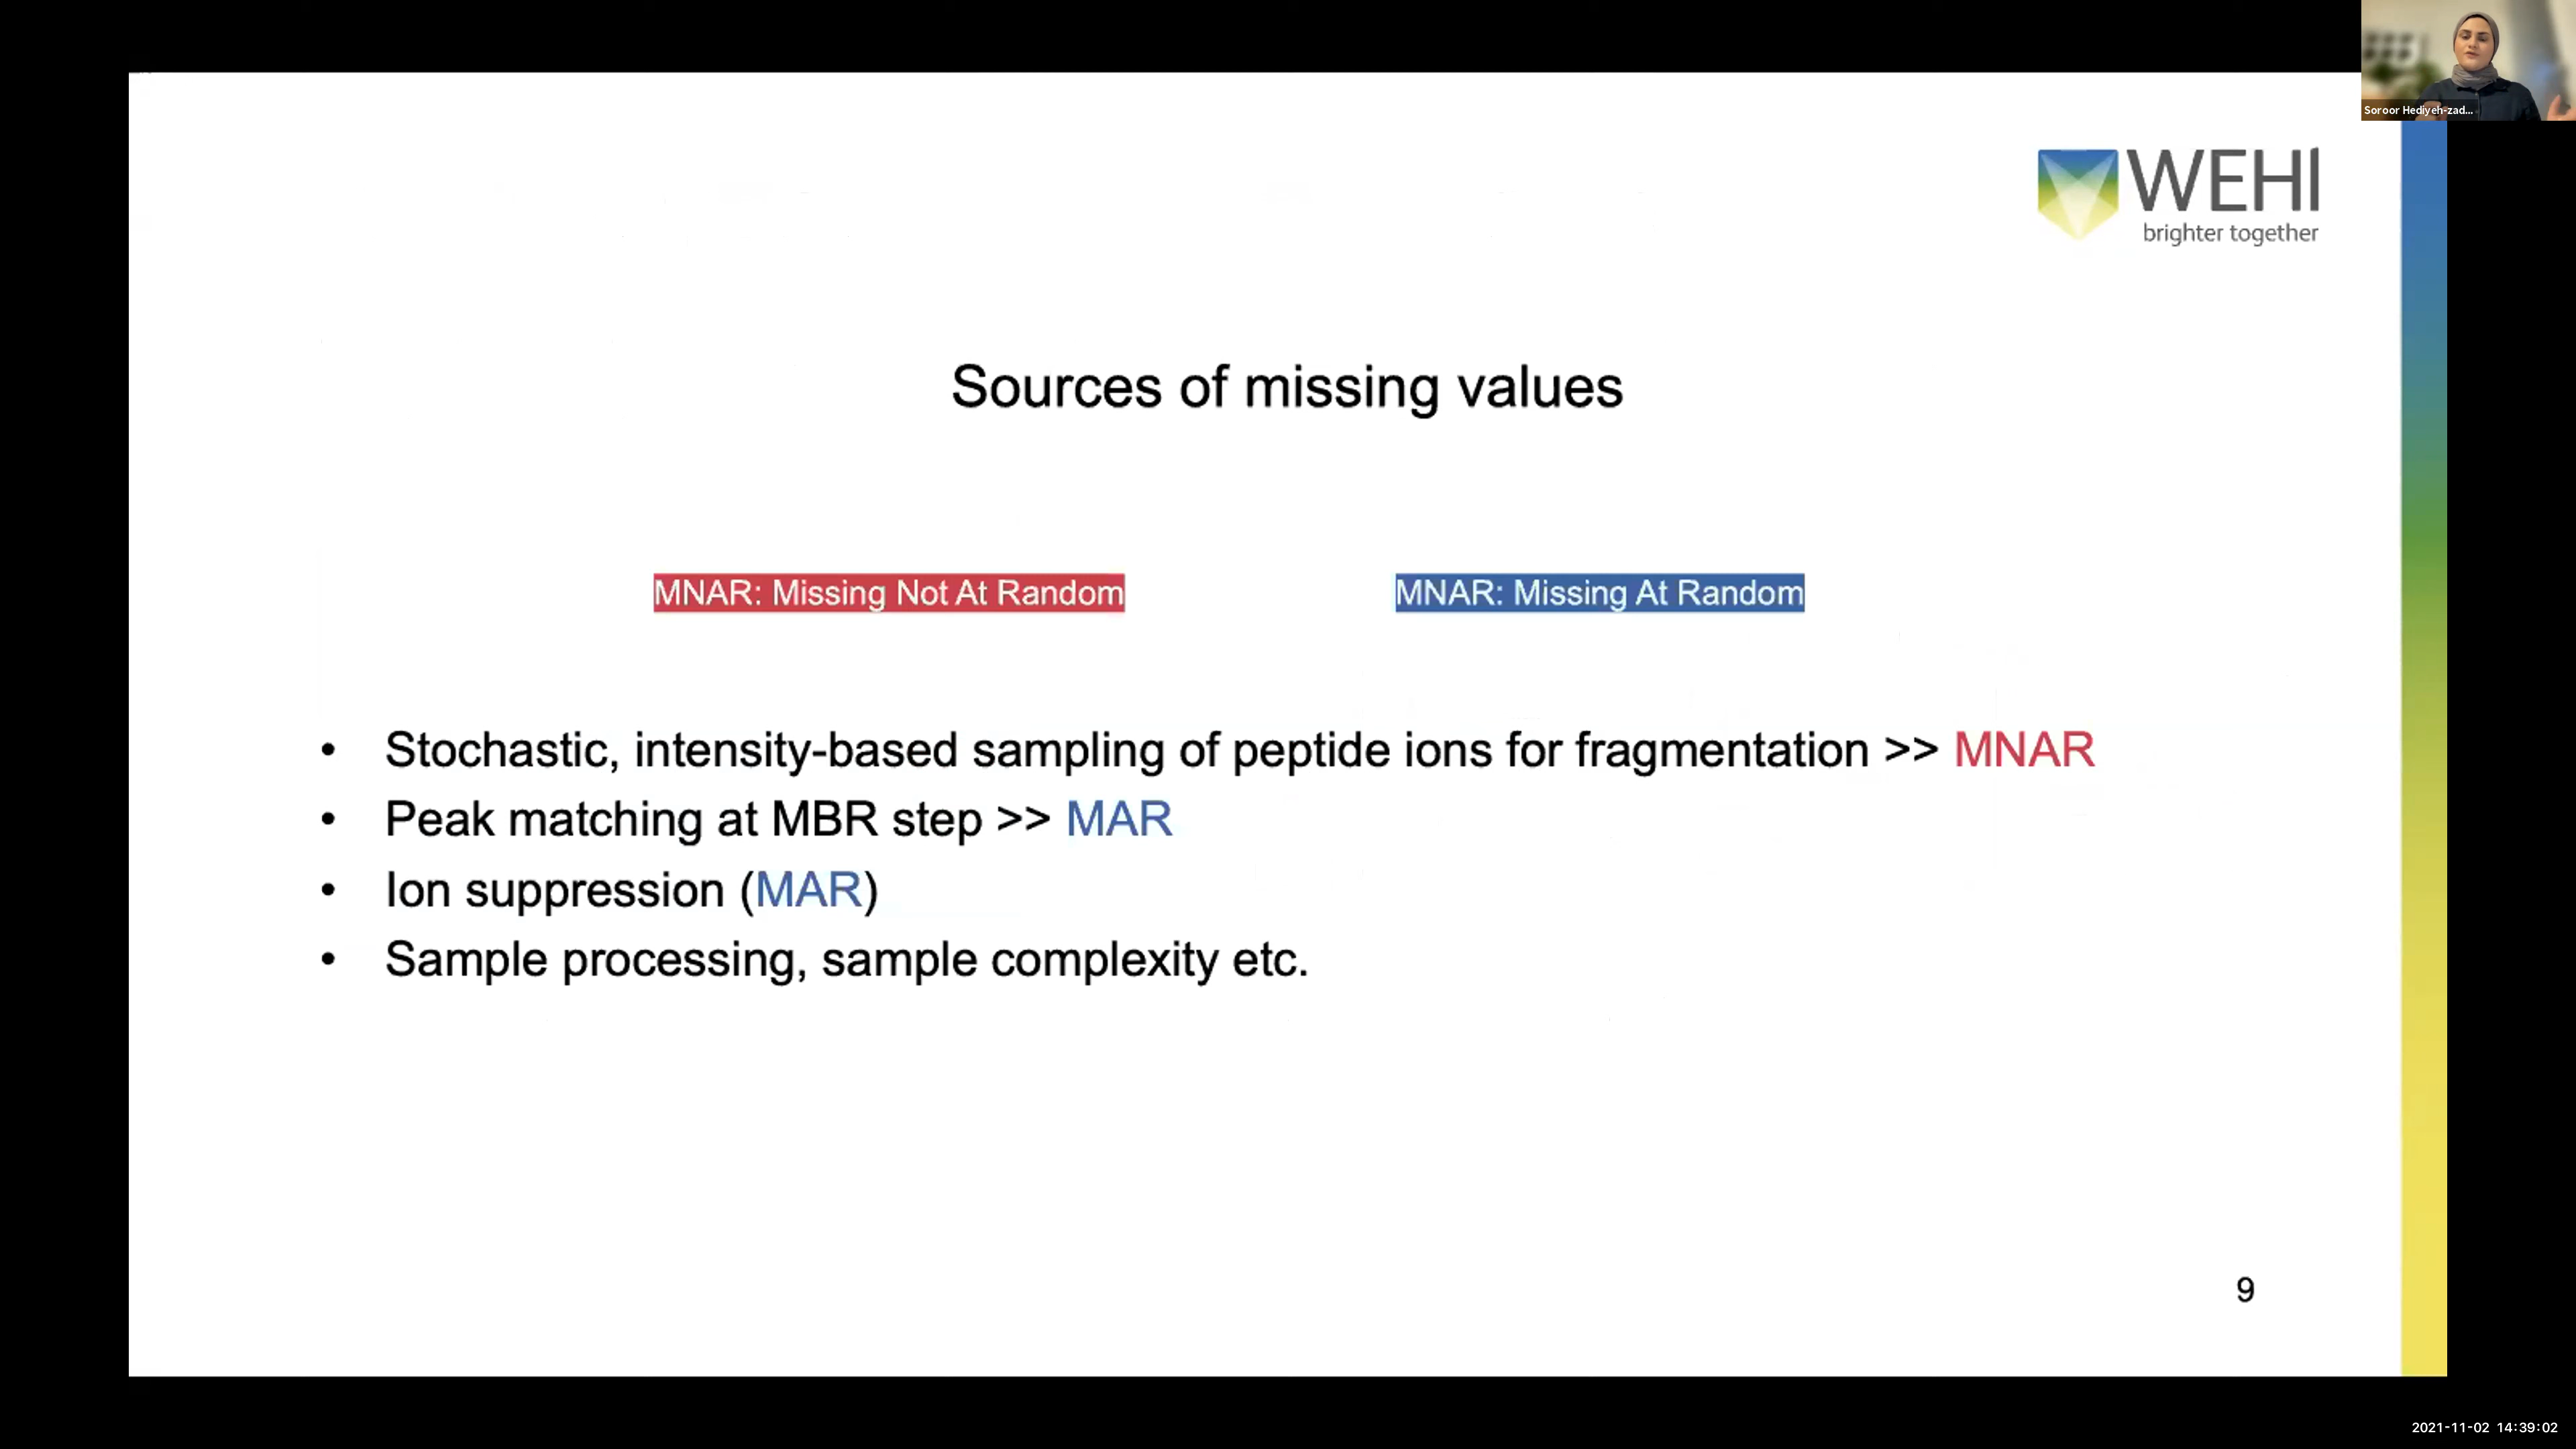 Soroor Hediyeh-zad...
WEHI
brighter together
Sources of missing values
MNAR: Missing Not At Random
MNAR: Missing At Random
• Stochastic, intensity-based sampling of peptide ions for fragmentation >> MNAR
• Peak matching at MBR step >> MAR
• Ion suppression (MAR)
• Sample processing, sample complexity etc.
9
2021-11-02 14:39:02